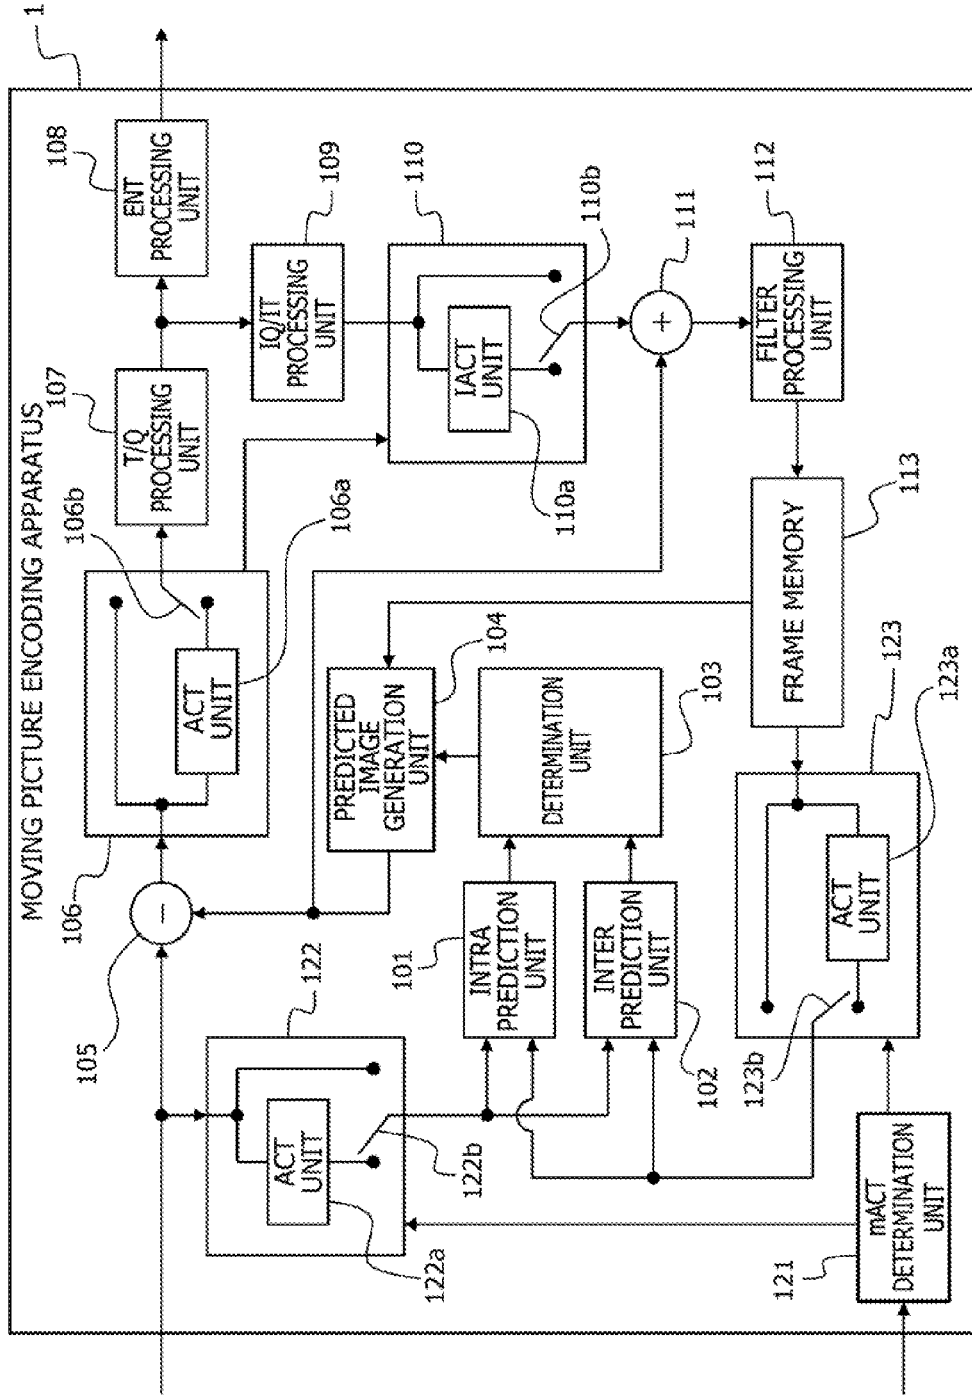 MOVING PICTURE ENCODING APPARATUS
1
105
106
ACT
UNIT
106b
106a
107
T/Q
PROCESSING
UNIT
108
ENT
PROCESSING
UNIT
122
ACT
UNIT
122a
122b
PREDICTED
IMAGE
GENERATION
UNIT
104
IQ/IT
PROCESSING
UNIT
109
110
IACT
UNIT
110a
110b
101
INTRA
PREDICTION
UNIT
INTER
PREDICTION
UNIT
102
DETERMINATION
UNIT
103
111
+
−
112
FILTER
PROCESSING
UNIT
FRAME MEMORY
113
123
ACT
UNIT
123a
123b
121
mACT
DETERMINATION
UNIT